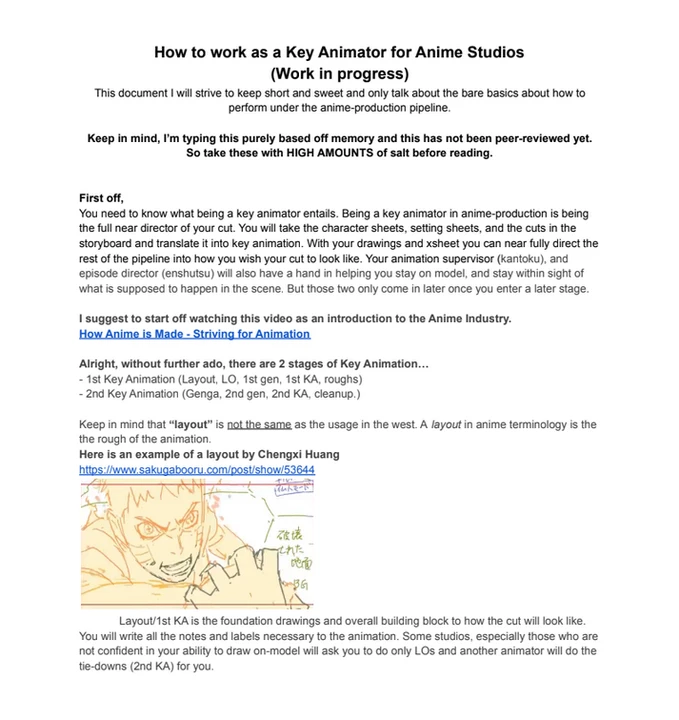 How to work as a Key Animator for Anime Studios
(Work in progress)
This document I will strive to keep short and sweet and only talk about the bare basics about how to
perform under the anime-production pipeline.
Keep in mind, I'm typing this purely based off memory and this has not been peer-reviewed yet.
So take these with HIGH AMOUNTS of salt before reading.
First off,
You need to know what being a key animator entails. Being a key animator in anime-production is being
the full near director of your cut. You will take the character sheets, setting sheets, and the cuts in the
storyboard and translate it into key animation. With your drawings and xsheet you can near fully direct the
rest of the pipeline into how you wish your cut to look like. Your animation supervisor (kantoku), and
episode director (enshutsu) will also have a hand in helping you stay on model, and stay within sight of
what is supposed to happen in the scene. But those two only come in later once you enter a later stage.
I suggest to start off watching this video as an introduction to the Anime Industry.
How Anime is Made - Striving for Animation
Alright, without further ado, there are 2 stages of Key Animation…
- 1st Key Animation (Layout, LO, 1st gen, 1st KA, roughs)
- 2nd Key Animation (Genga, 2nd gen, 2nd KA, cleanup.)
Keep in mind that “layout” is not the same as the usage in the west. A layout in anime terminology is the
the rough of the animation.
Here is an example of a layout by Chengxi Huang
https://www.sakugabooru.com/post/show/53644
破壊
された
地面
BG
Layout/1st KA is the foundation drawings and overall building block to how the cut will look like.
You will write all the notes and labels necessary to the animation. Some studios, especially those who are
not confident in your ability to draw on-model will ask you to do only LOs and another animator will do the
tie-downs (2nd KA) for you.